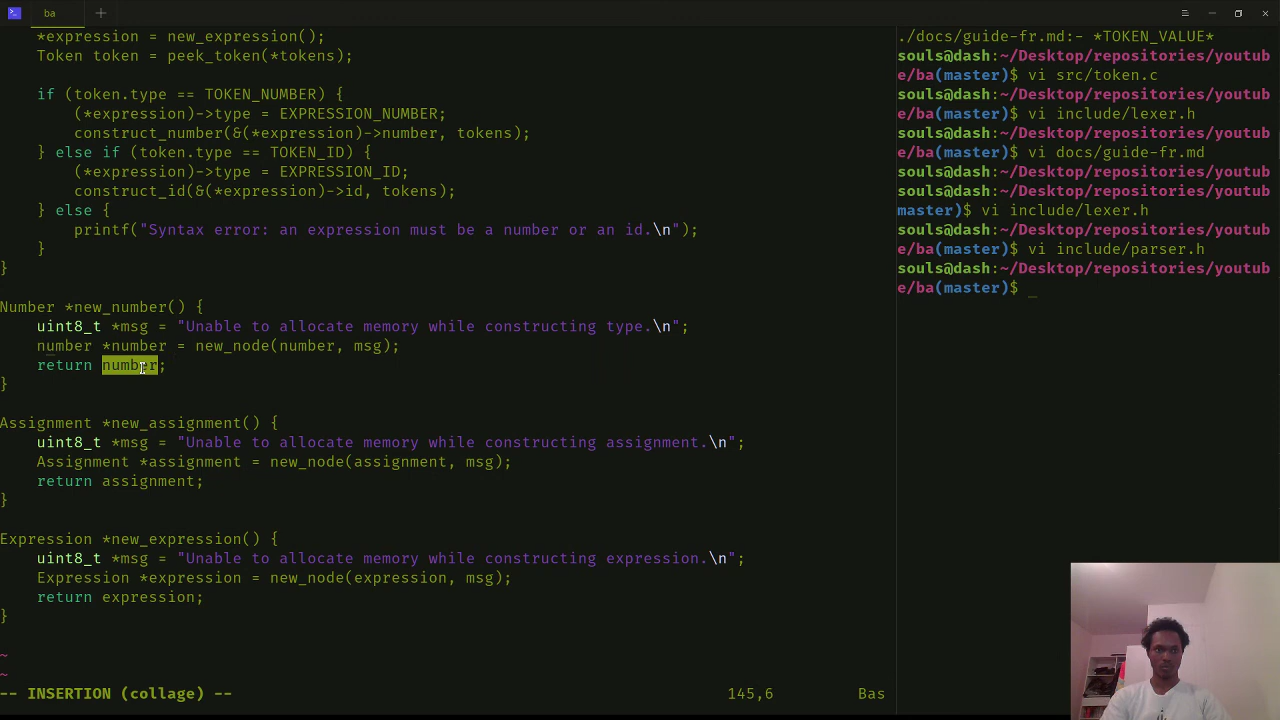 ba
*expression = new_expression();
Token token = peek_token(*tokens);
if (token.type == TOKEN_NUMBER) {
(*expression)->type = EXPRESSION_NUMBER;
construct_number(&(*expression)->number, tokens);
} else if (token.type == TOKEN_ID) {
(*expression)->type = EXPRESSION_ID;
construct_id(&(*expression)->id, tokens);
} else {
printf("Syntax error: an expression must be a number or an id.\n");
}
}
Number *new_number() {
uint8_t *msg = "Unable to allocate memory while constructing type.\n";
number *number = new_node(number, msg);
return number;
}
Assignment *new_assignment() {
uint8_t *msg = "Unable to allocate memory while constructing assignment.\n";
Assignment *assignment = new_node(assignment, msg);
return assignment;
}
Expression *new_expression() {
uint8_t *msg = "Unable to allocate memory while constructing expression.\n";
Expression *expression = new_node(expression, msg);
return expression;
}
~
~
-- INSERTION (collage) -- 145,6 Bas
./docs/guide-fr.md:- *TOKEN_VALUE*
souls@dash:~/Desktop/repositories/youtub
e/ba(master)$ vi src/token.c
souls@dash:~/Desktop/repositories/youtub
e/ba(master)$ vi include/lexer.h
souls@dash:~/Desktop/repositories/youtub
e/ba(master)$ vi docs/guide-fr.md
souls@dash:~/Desktop/repositories/youtub
souls@dash:~/Desktop/repositories/youtub
master)$ vi include/lexer.h
souls@dash:~/Desktop/repositories/youtub
e/ba(master)$ vi include/parser.h
souls@dash:~/Desktop/repositories/youtub
e/ba(master)$ _